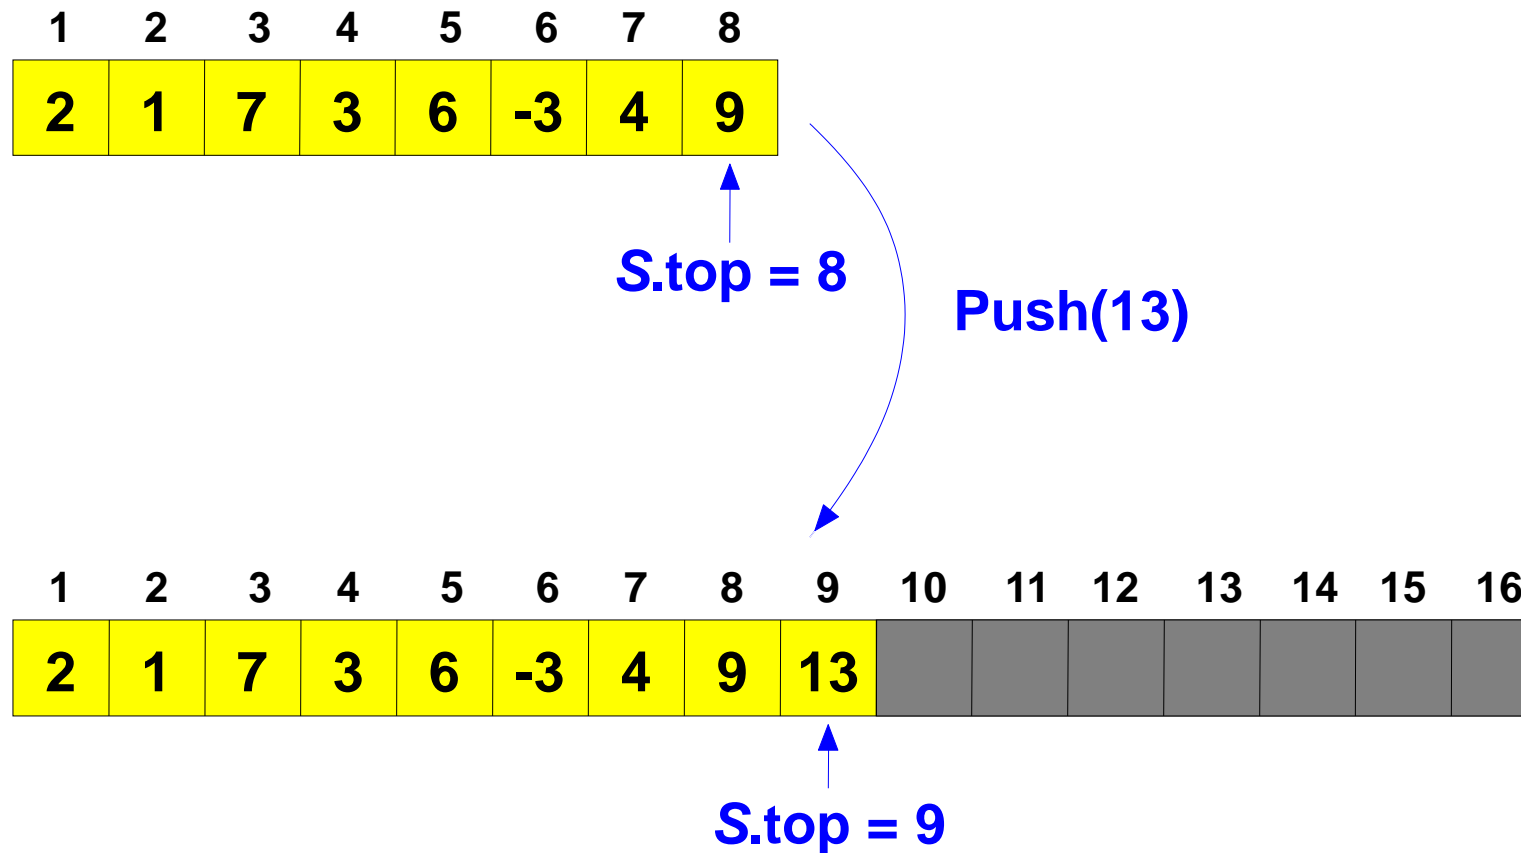 1 2 3 4 5 6 7 8
2 1 7 3 6 -3 4 9
S.top = 8
Push(13)
1 2 3 4 5 6 7 8 9 10 11 12 13 14 15 16
2 1 7 3 6 -3 4 9 13
S.top = 9